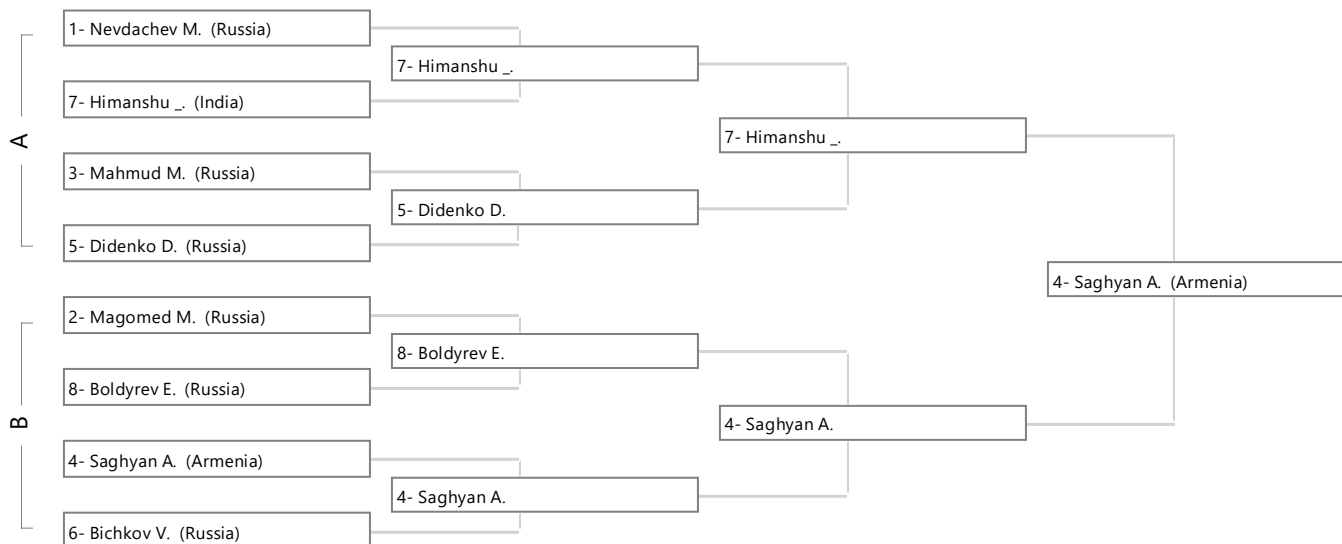 1- Nevdachev M. (Russia)
7- Himanshu _. (India)
3- Mahmud M. (Russia)
5- Didenko D. (Russia)
2- Magomed M. (Russia)
8- Boldyrev E. (Russia)
4- Saghyan A. (Armenia)
6- Bichkov V. (Russia)
A
B
7- Himanshu _.
5- Didenko D.
8- Boldyrev E.
4- Saghyan A.
7- Himanshu _.
4- Saghyan A.
4- Saghyan A. (Armenia)